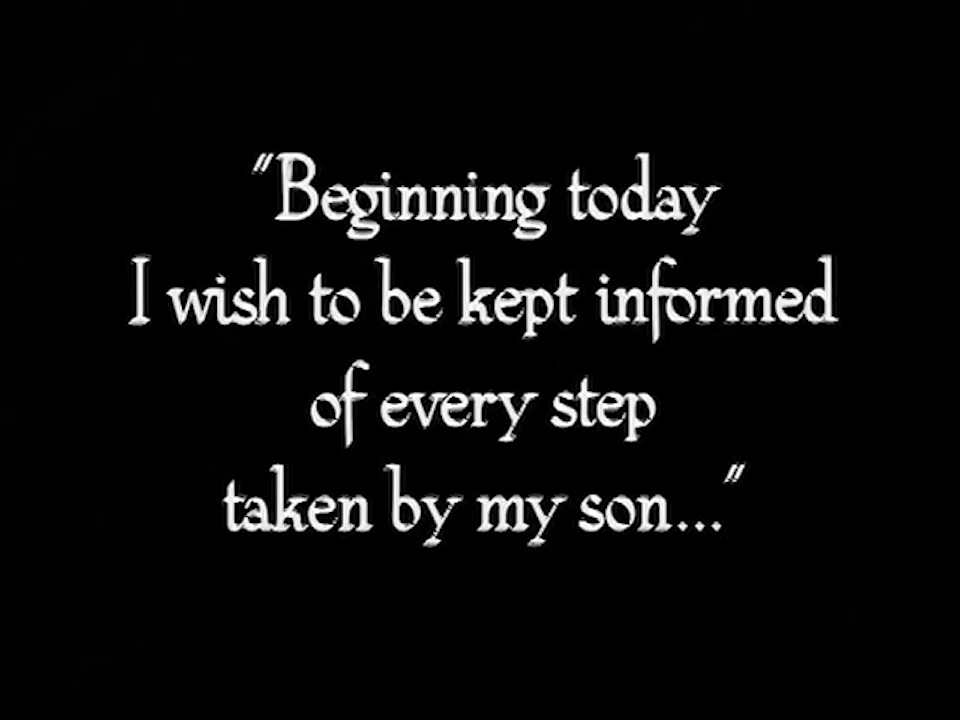 "Beginning today
I wish to be kept informed
of every step
taken by my son..."